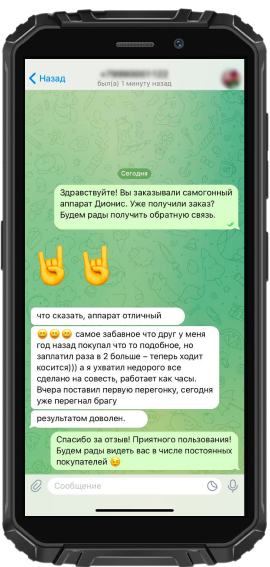 Назад
был(а) 1 минуту назад
Сегодня
Здравствуйте! Вы заказывали самогонный
аппарат Дионис. Уже получили заказ?
Будем рады получить обратную связь.
что сказать, аппарат отличный
самое забавное что друг у меня
год назад покупал что то подобное, но
заплатил раза в 2 больше – теперь ходит
косится))) а я ухватил недорого все
сделано на совесть, работает как часы.
Вчера поставил первую перегонку, сегодня
уже перегнал брагу
результатом доволен.
Спасибо за отзыв! Приятного пользования!
Будем рады видеть вас в числе постоянных
покупателей
Сообщение